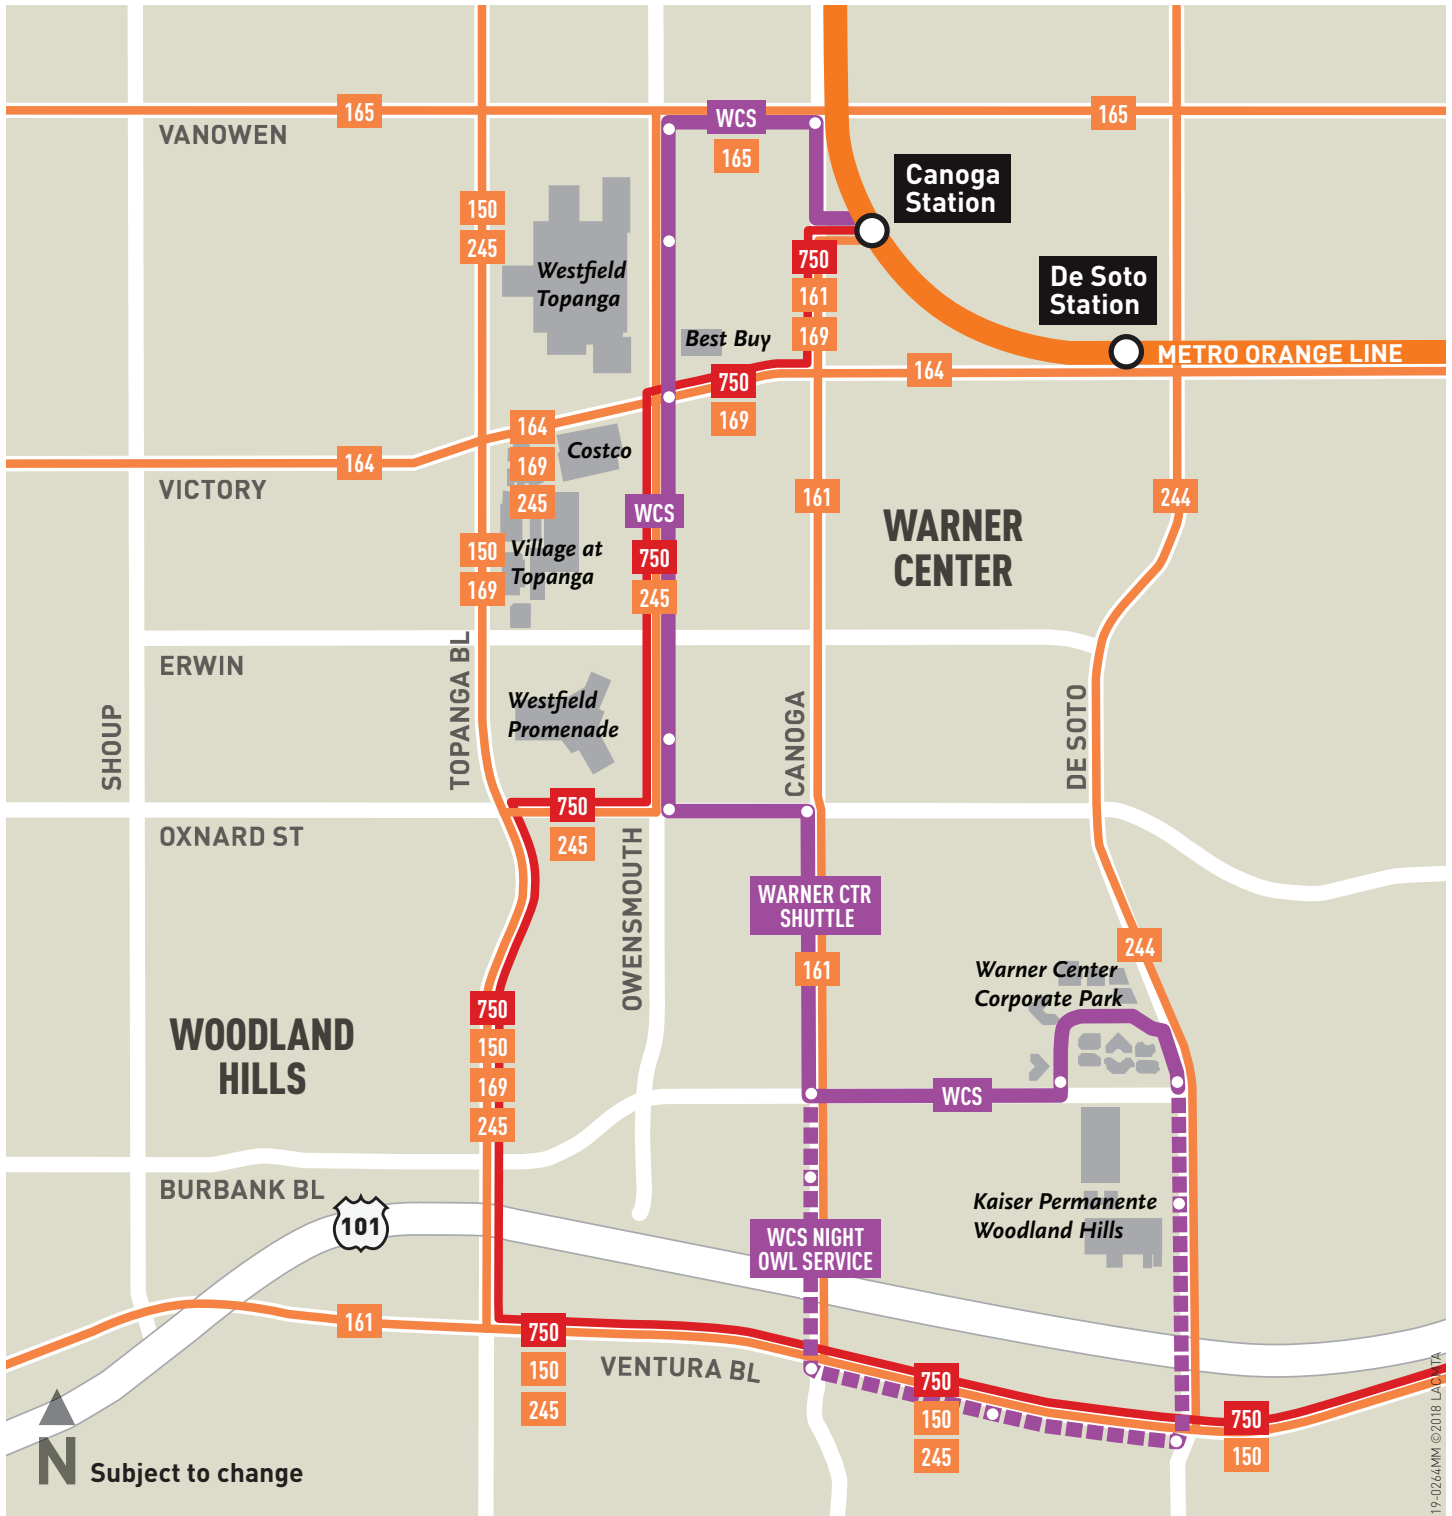 165
WCS
165
165
VANOWEN
Canoga
Station
150
245
Westfield
Topanga
750
161
169
De Soto
Station
Best Buy
METRO ORANGE LINE
750
169
164
164
169
245
Costco
164
VICTORY
WCS
750
245
161
244
WARNER
CENTER
150
169
Village at
Topanga
ERWIN
TOPANGA BL
Westfield
Promenade
SHOUP
CANOGA
DE SOTO
750
245
OXNARD ST
OWENSMOUTH
WARNER CTR
SHUTTLE
161
244
Warner Center
Corporate Park
WOODLAND
HILLS
750
150
169
245
WCS
BURBANK BL
101
Kaiser Permanente
Woodland Hills
WCS NIGHT
OWL SERVICE
161
750
150
245
VENTURA BL
750
150
245
750
150
N
Subject to change
19-0264MM ©2018 LACMTA